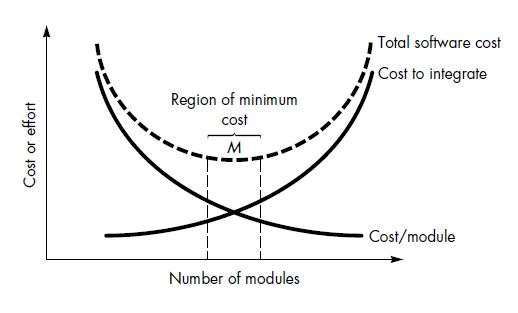 Total software cost
Cost to integrate
Region of minimum
cost
M
Cost or effort
Cost/module
Number of modules